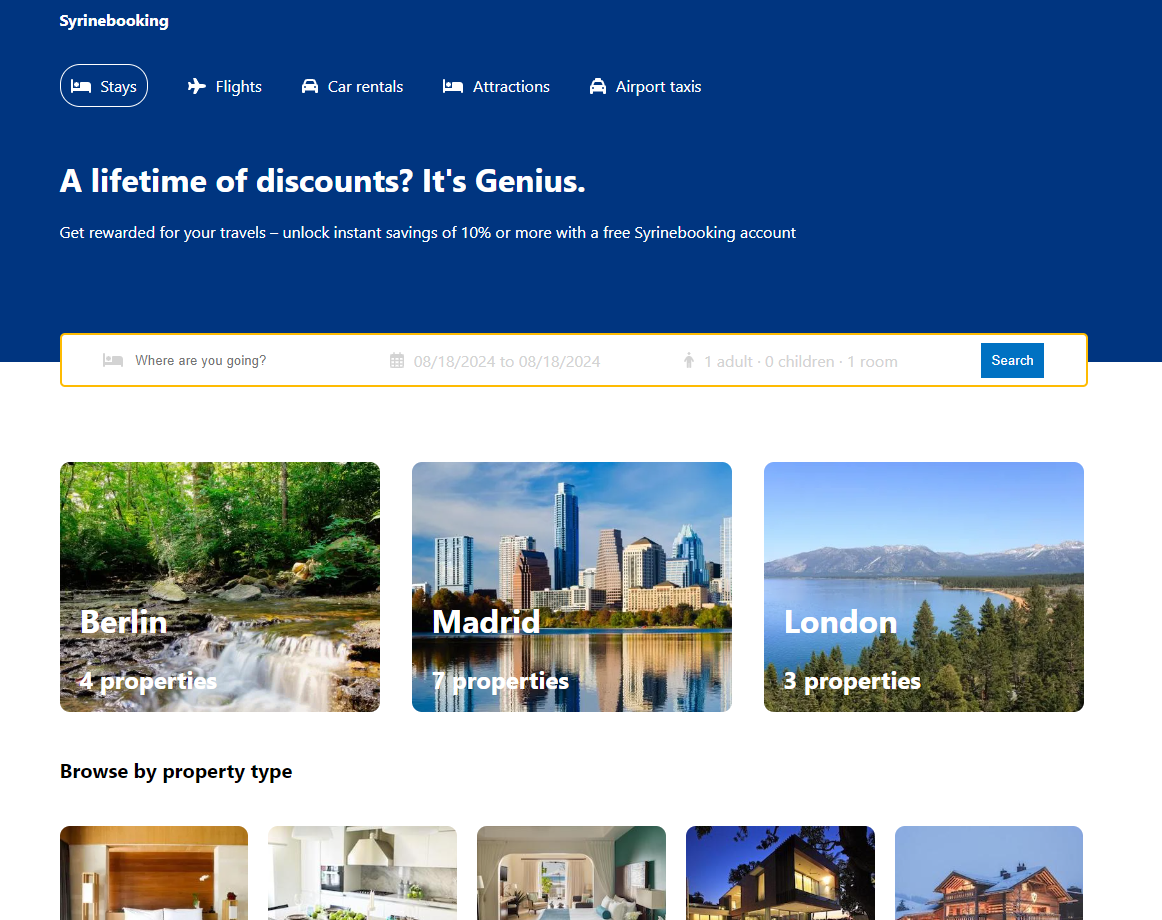 Syrinebooking
Stays Flights Car rentals Attractions Airport taxis
A lifetime of discounts? It's Genius.
Get rewarded for your travels – unlock instant savings of 10% or more with a free Syrinebooking account
Where are you going? 08/18/2024 to 08/18/2024 1 adult · 0 children · 1 room Search
Berlin
4 properties
Madrid
7 properties
London
3 properties
Browse by property type